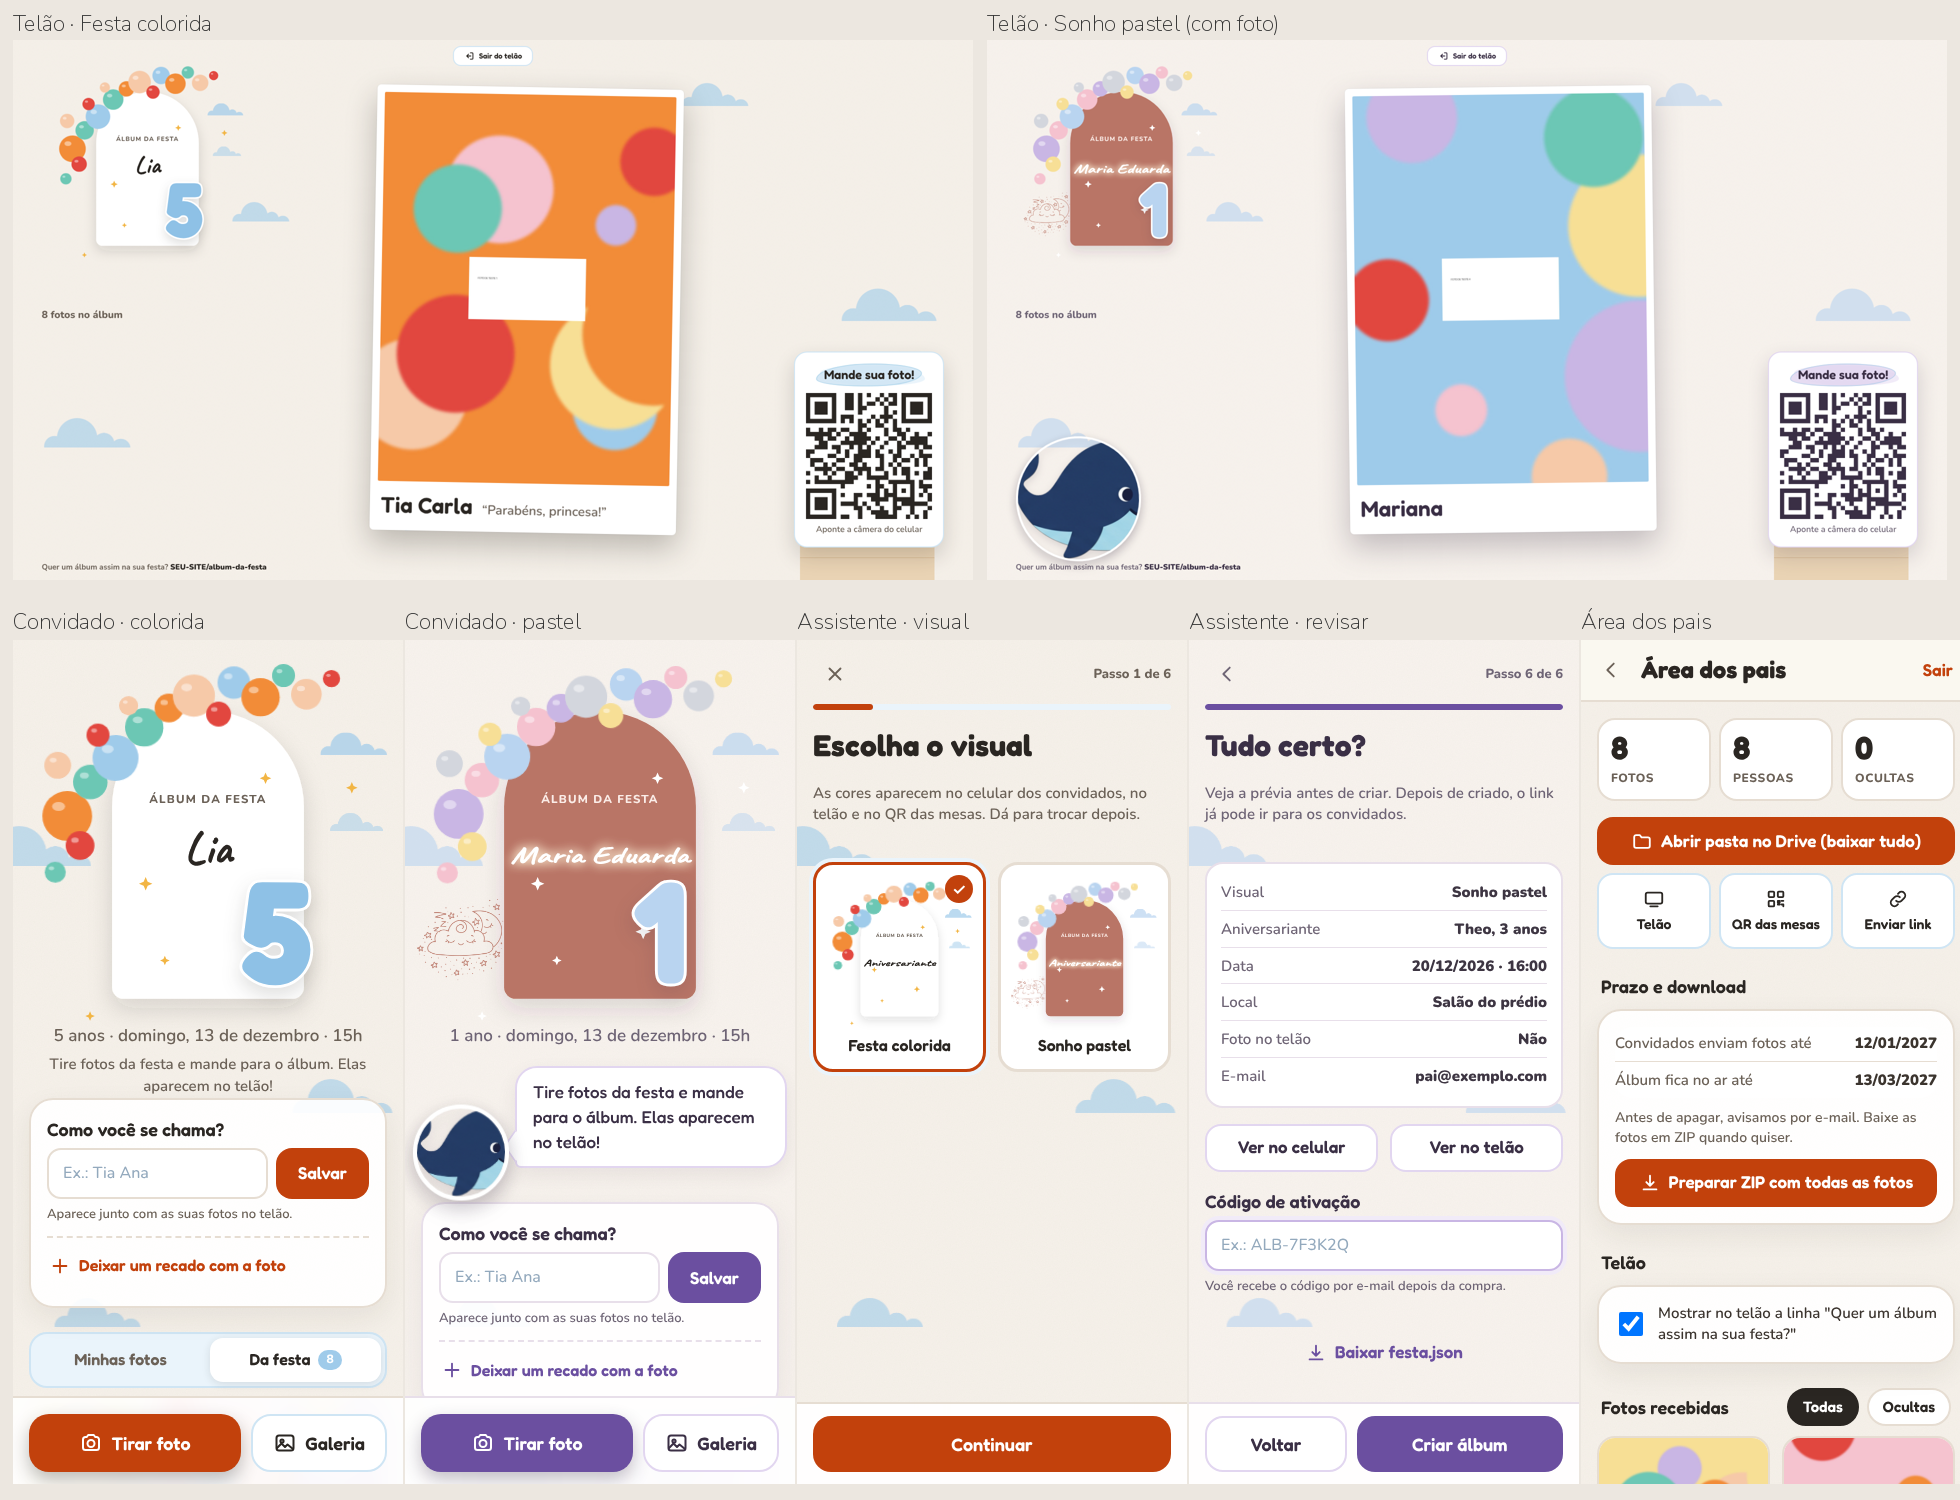 Telão · Festa colorida
Sair do telão
ÁLBUM DA FESTA
Lia
5
8 fotos no álbum
Tia Carla “Parabéns, princesa!”
Mande sua foto!
Aponte a câmera do celular
Quer um álbum assim na sua festa? SEU-SITE/album-da-festa
Telão · Sonho pastel (com foto)
Sair do telão
ÁLBUM DA FESTA
Maria Eduarda
1
8 fotos no álbum
Mariana
Mande sua foto!
Aponte a câmera do celular
Quer um álbum assim na sua festa? SEU-SITE/album-da-festa
Convidado · colorida
ÁLBUM DA FESTA
Lia
5
5 anos · domingo, 13 de dezembro · 15h
Tire fotos da festa e mande para o álbum. Elas
aparecem no telão!
Como você se chama?
Ex.: Tia Ana
Salvar
Aparece junto com as suas fotos no telão.
Deixar um recado com a foto
Minhas fotos
Da festa 8
Tirar foto
Galeria
Convidado · pastel
ÁLBUM DA FESTA
Maria Eduarda
1
1 ano · domingo, 13 de dezembro · 15h
Tire fotos da festa e mande
para o álbum. Elas aparecem
no telão!
Como você se chama?
Ex.: Tia Ana
Salvar
Aparece junto com as suas fotos no telão.
Deixar um recado com a foto
Tirar foto
Galeria
Assistente · visual
Passo 1 de 6
Escolha o visual
As cores aparecem no celular dos convidados, no
telão e no QR das mesas. Dá para trocar depois.
ÁLBUM DA FESTA
Aniversariante
Festa colorida
ÁLBUM DA FESTA
Aniversariante
Sonho pastel
Continuar
Assistente · revisar
Passo 6 de 6
Tudo certo?
Veja a prévia antes de criar. Depois de criado, o link
já pode ir para os convidados.
Visual Sonho pastel
Aniversariante Theo, 3 anos
Data 20/12/2026 · 16:00
Local Salão do prédio
Foto no telão Não
E-mail pai@exemplo.com
Ver no celular
Ver no telão
Código de ativação
Ex.: ALB-7F3K2Q
Você recebe o código por e-mail depois da compra.
Baixar festa.json
Voltar
Criar álbum
Área dos pais
Área dos pais
Sair
8 FOTOS
8 PESSOAS
0 OCULTAS
Abrir pasta no Drive (baixar tudo)
Telão
QR das mesas
Enviar link
Prazo e download
Convidados enviam fotos até 12/01/2027
Álbum fica no ar até 13/03/2027
Antes de apagar, avisamos por e-mail. Baixe as
fotos em ZIP quando quiser.
Preparar ZIP com todas as fotos
Telão
Mostrar no telão a linha "Quer um álbum
assim na sua festa?"
Fotos recebidas
Todas
Ocultas